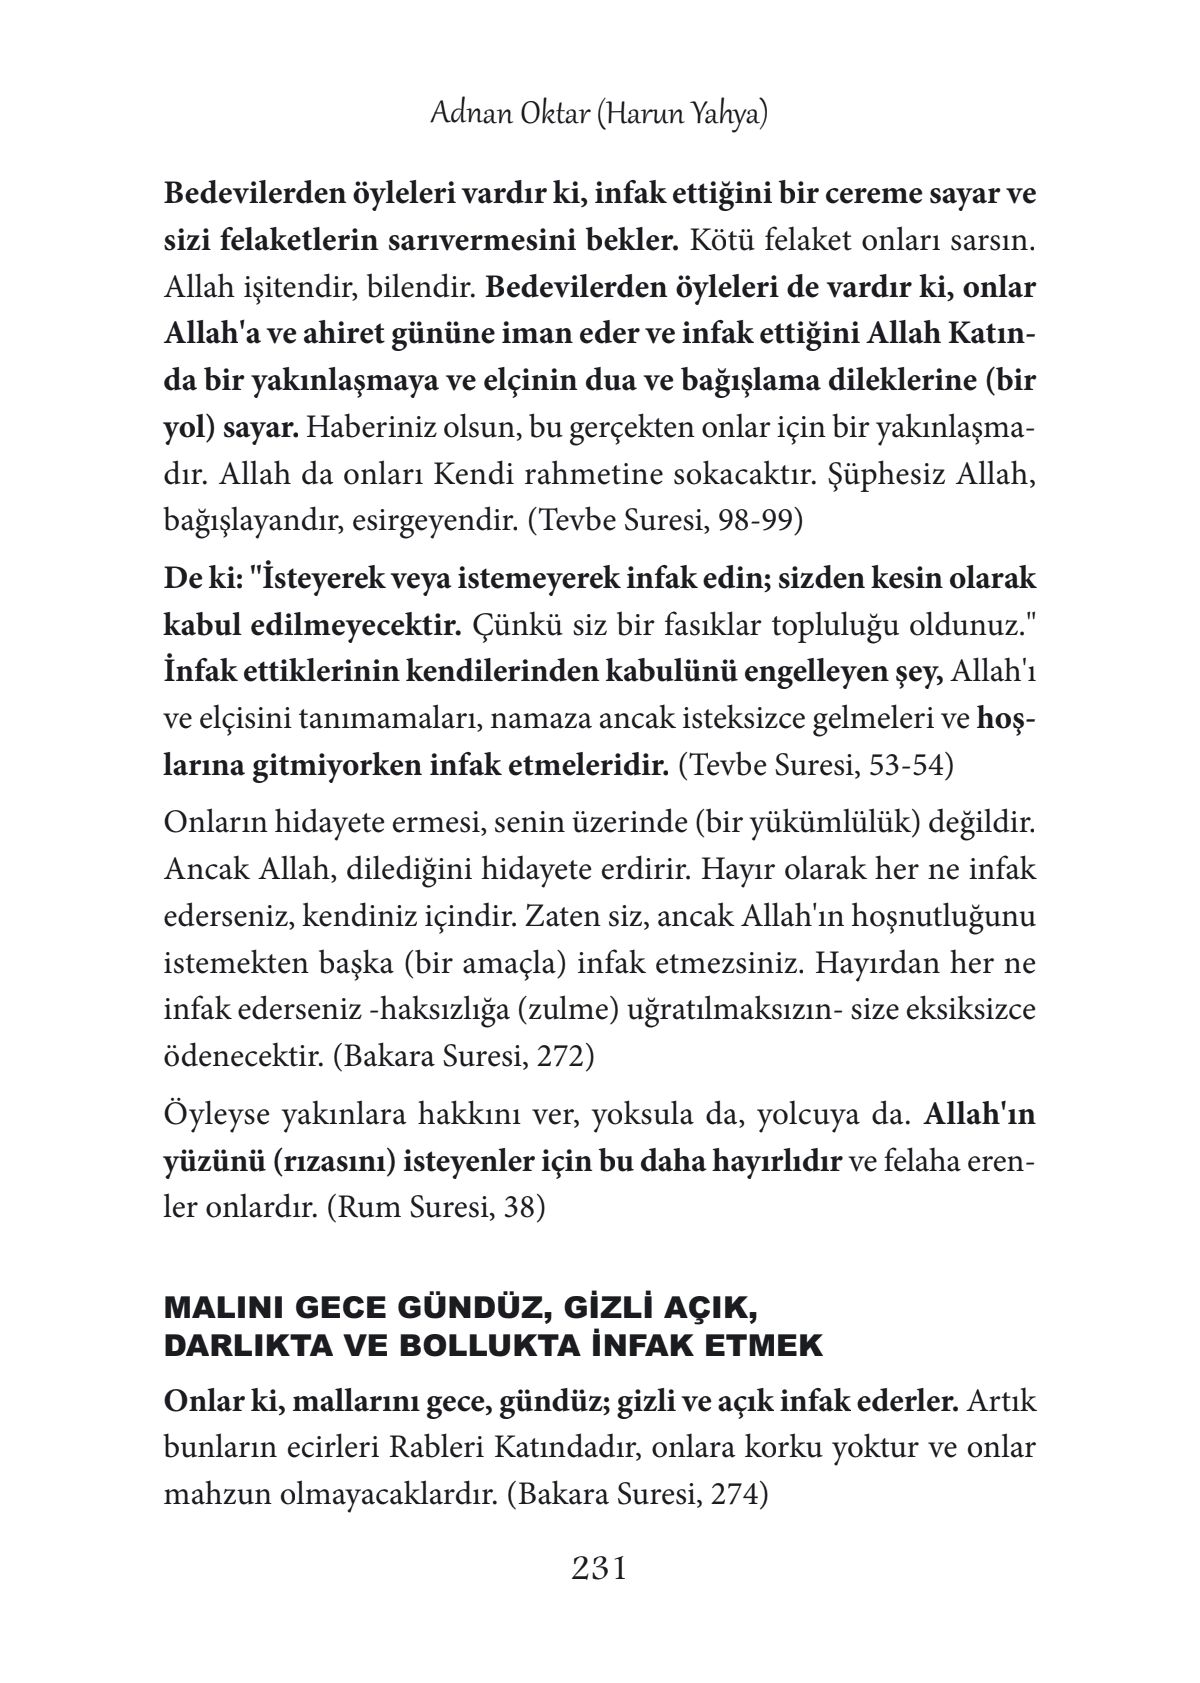 Adnan Oktar (Harun Yahya)
Bedevilerden öyleleri vardır ki, infak ettiğini bir cereme sayar ve
sizi felaketlerin sarıvermesini bekler. Kötü felaket onları sarsın.
Allah işitendir, bilendir. Bedevilerden öyleleri de vardır ki, onlar
Allah'a ve ahiret gününe iman eder ve infak ettiğini Allah Katın-
da bir yakınlaşmaya ve elçinin dua ve bağışlama dileklerine (bir
yol) sayar. Haberiniz olsun, bu gerçekten onlar için bir yakınlaşma-
dır. Allah da onları Kendi rahmetine sokacaktır. Şüphesiz Allah,
bağışlayandır, esirgeyendir. (Tevbe Suresi, 98-99)
De ki: "İsteyerek veya istemeyerek infak edin; sizden kesin olarak
kabul edilmeyecektir. Çünkü siz bir fasıklar topluluğu oldunuz."
İnfak ettiklerinin kendilerinden kabulünü engelleyen şey, Allah'ı
ve elçisini tanımamaları, namaza ancak isteksizce gelmeleri ve hoş-
larına gitmiyorken infak etmeleridir. (Tevbe Suresi, 53-54)
Onların hidayete ermesi, senin üzerinde (bir yükümlülük) değildir.
Ancak Allah, dilediğini hidayete erdirir. Hayır olarak her ne infak
ederseniz, kendiniz içindir. Zaten siz, ancak Allah'ın hoşnutluğunu
istemekten başka (bir amaçla) infak etmezsiniz. Hayırdan her ne
infak ederseniz -haksızlığa (zulme) uğratılmaksızın- size eksiksizce
ödenecektir. (Bakara Suresi, 272)
Öyleyse yakınlara hakkını ver, yoksula da, yolcuya da. Allah'ın
yüzünü (rızasını) isteyenler için bu daha hayırlıdır ve felaha eren-
ler onlardır. (Rum Suresi, 38)
MALINI GECE GÜNDÜZ, GİZLİ AÇIK,
DARLIKTA VE BOLLUKTA İNFAK ETMEK
Onlar ki, mallarını gece, gündüz; gizli ve açık infak ederler. Artık
bunların ecirleri Rableri Katındadır, onlara korku yoktur ve onlar
mahzun olmayacaklardır. (Bakara Suresi, 274)
231